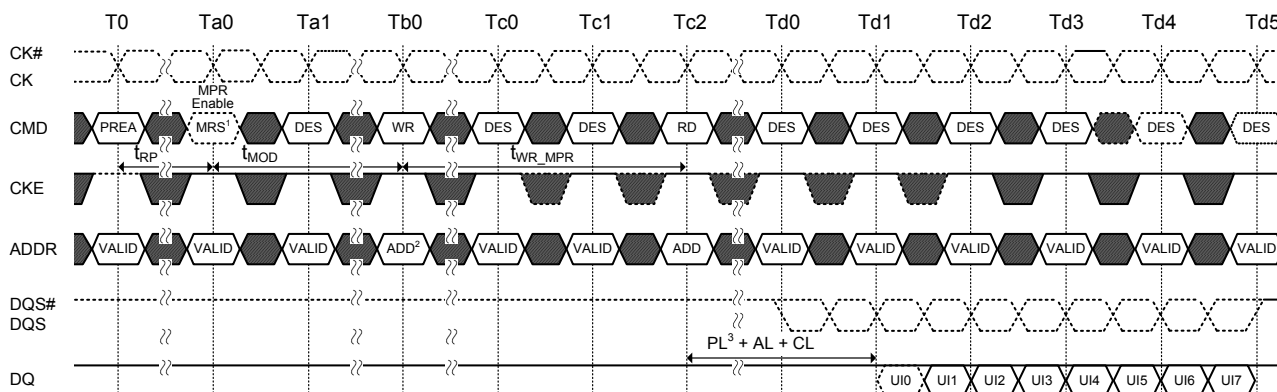 T0 Ta0 Ta1 Tb0 Tc0 Tc1 Tc2 Td0 Td1 Td2 Td3 Td4 Td5
CK#
CK
MPR
Enable
CMD PREA MRS¹ DES WR DES DES RD DES DES DES DES DES DES
tRP tMOD tWR_MPR
CKE
ADDR VALID VALID VALID ADD² VALID VALID ADD VALID VALID VALID VALID VALID VALID
DQS#
DQS
PL³ + AL + CL
DQ UI0 UI1 UI2 UI3 UI4 UI5 UI6 UI7